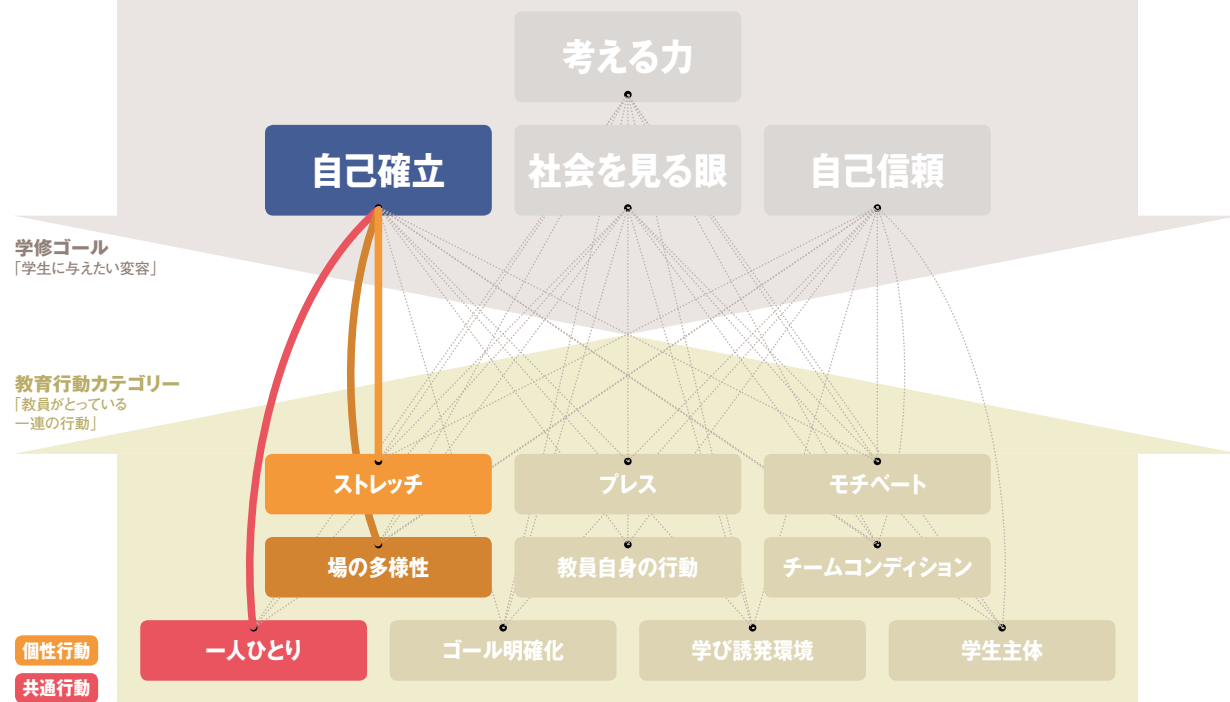 考える力
自己確立
社会を見る眼
自己信頼
学修ゴール
「学生に与えたい変容」
教育行動カテゴリー
「教員がとっている
一連の行動」
ストレッチ
プレス
モチベート
場の多様性
教員自身の行動
チームコンディション
一人ひとり
ゴール明確化
学び誘発環境
学生主体
個性行動
共通行動